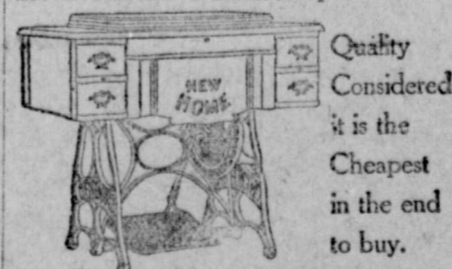 NEW
HOME
Quality
Considered
it is the
Cheapest
in the end
to buy.